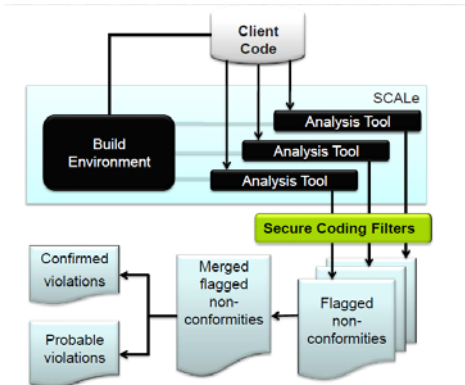 Client
Code
SCALe
Analysis Tool
Build
Environment
Analysis Tool
Analysis Tool
Secure Coding Filters
Confirmed
violations
Merged
flagged
non-
conformities
Flagged
non-
conformities
Probable
violations